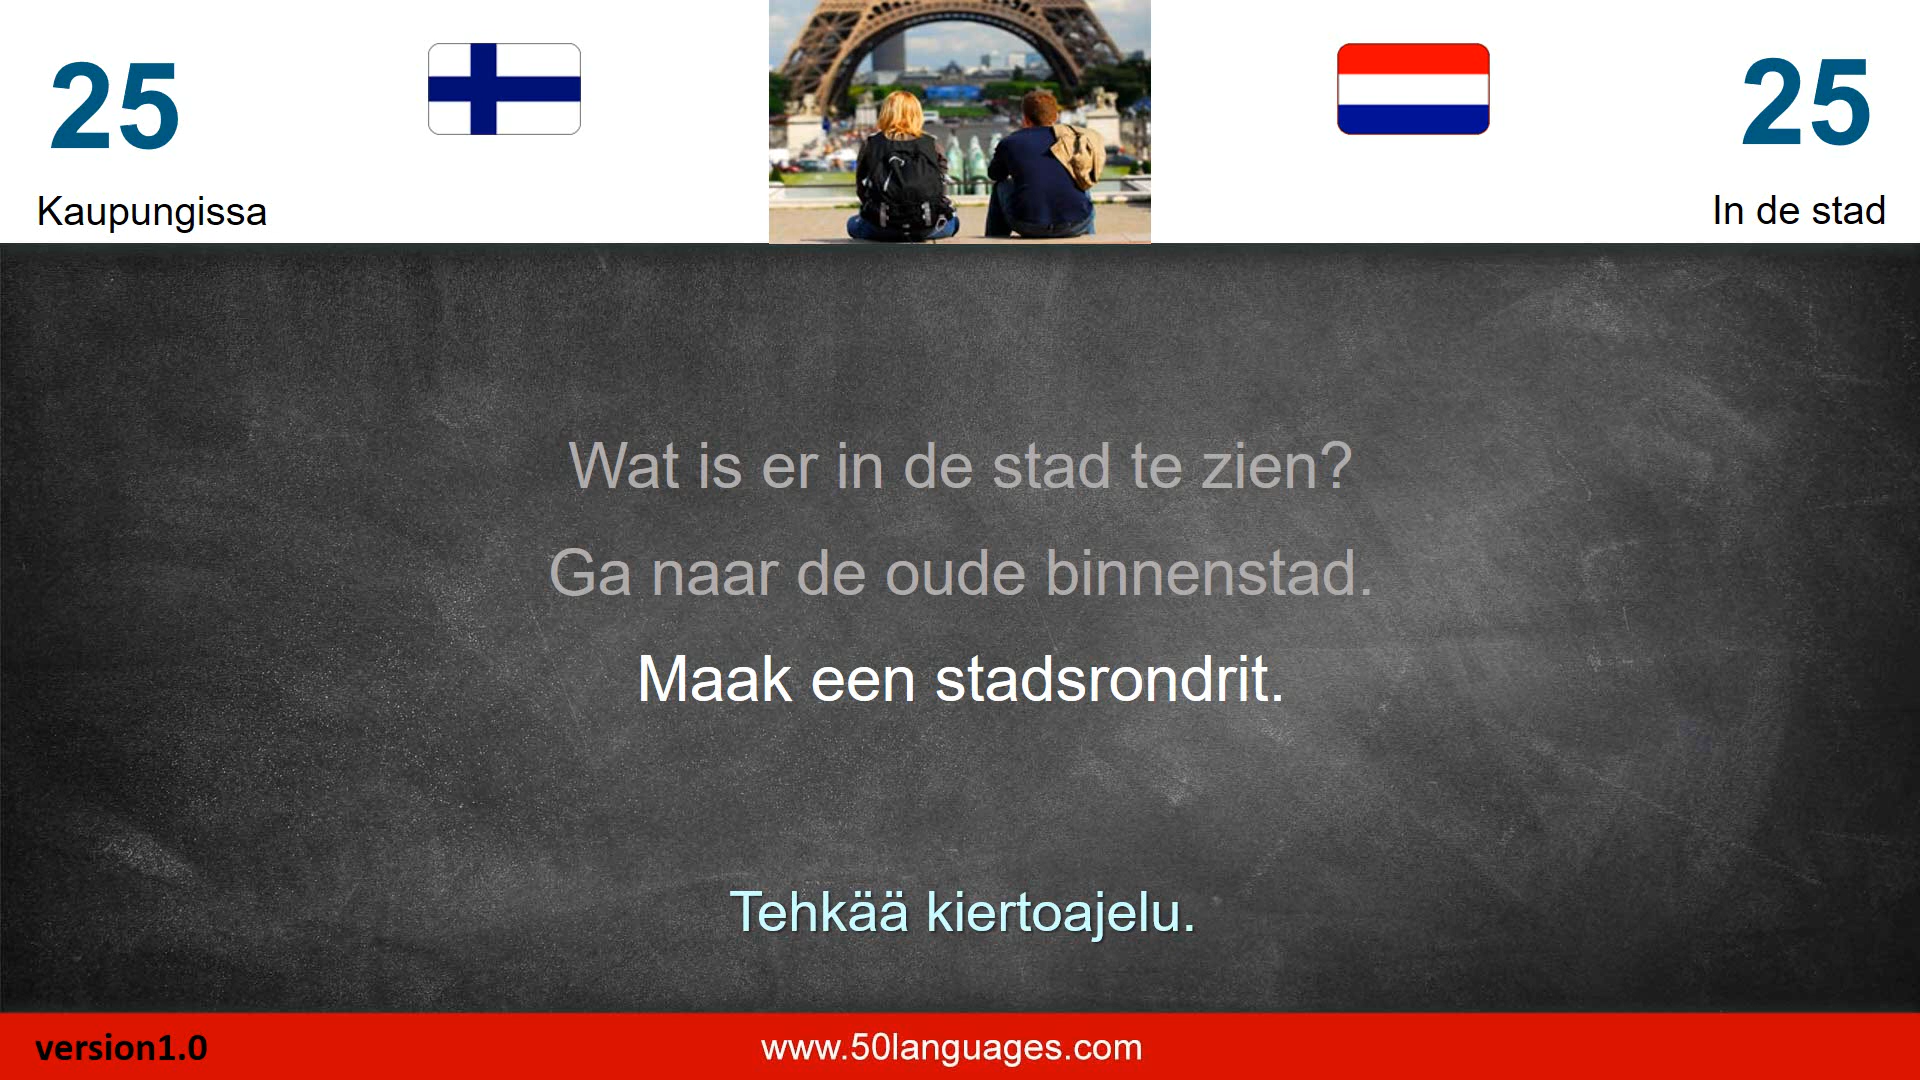 25
25
Kaupungissa
In de stad
Wat is er in de stad te zien?
Ga naar de oude binnenstad.
Maak een stadsrondrit.
Tehkää kiertoajelu.
version1.0
www.50languages.com